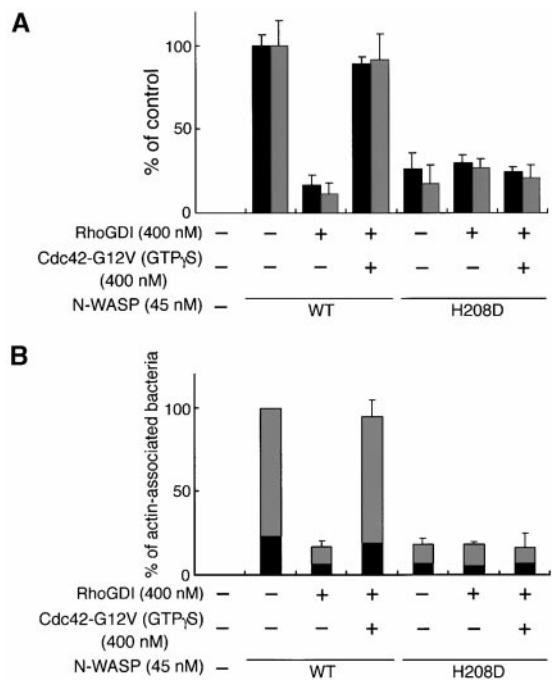 A
% of control
100
50
0
RhoGDI (400 nM) – – + + – + +
Cdc42-G12V (GTPγS) – – – + – – +
(400 nM)
N-WASP (45 nM) – WT H208D
B
% of actin-associated bacteria
100
50
0
RhoGDI (400 nM) – – + + – + +
Cdc42-G12V (GTPγS) – – – + – – +
(400 nM)
N-WASP (45 nM) – WT H208D